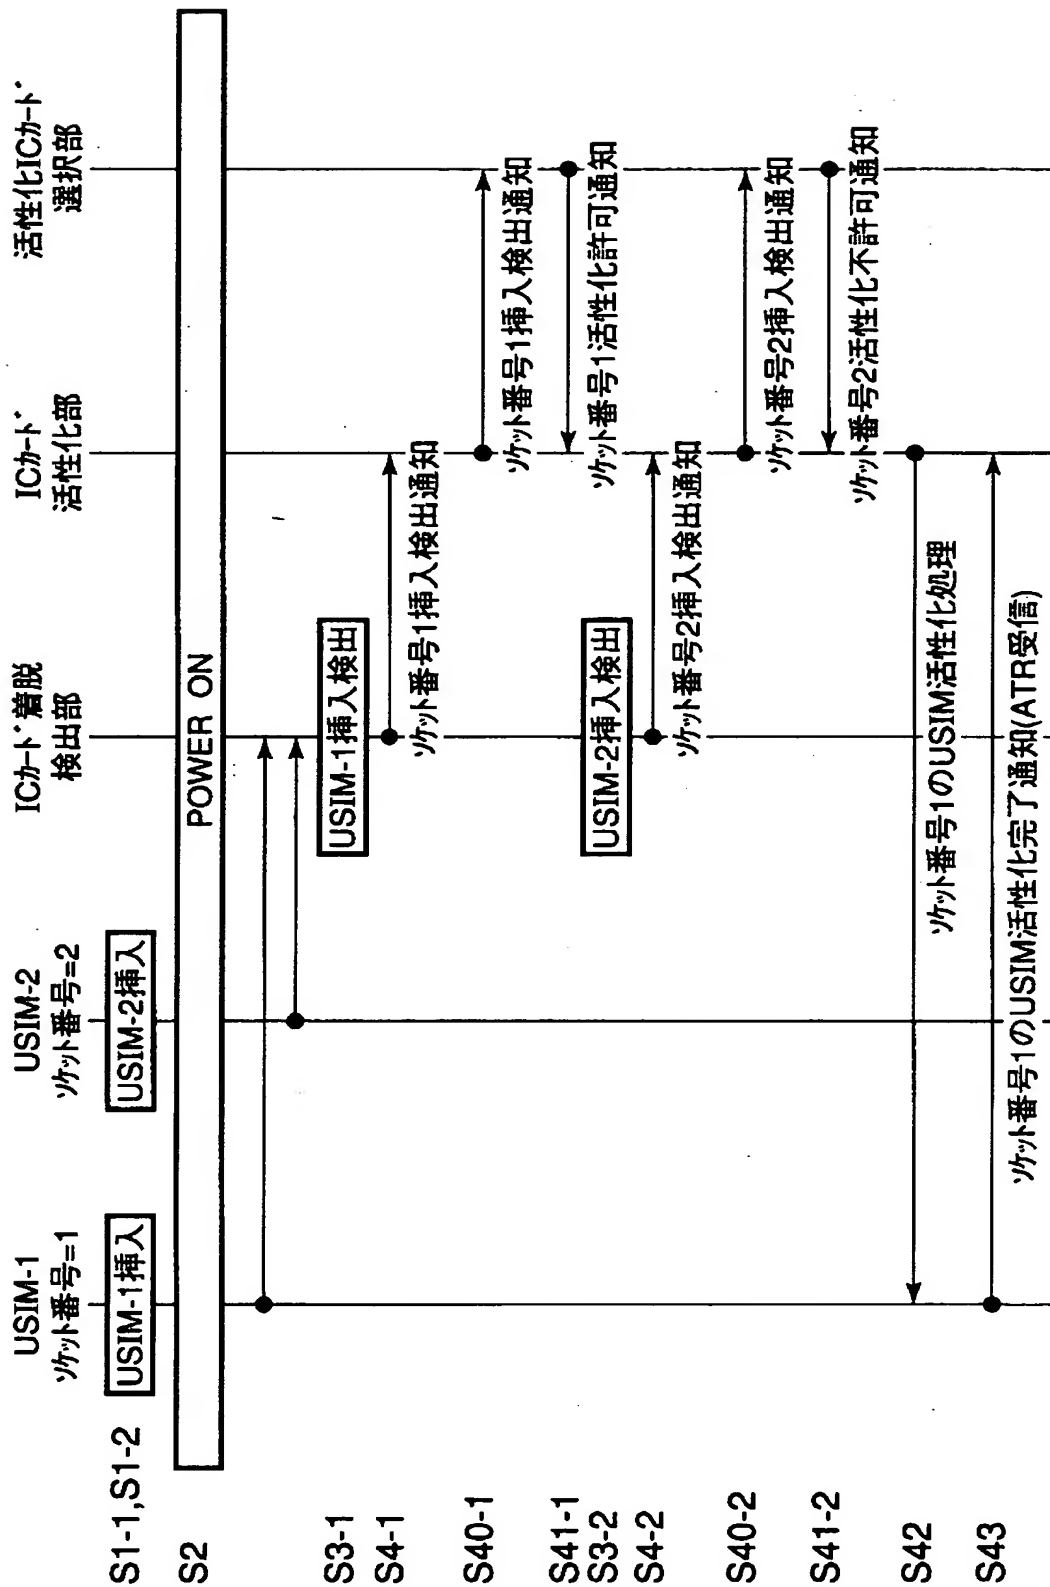 USIM-1
ソケット番号=1
USIM-2
ソケット番号=2
ICカード着脱
検出部
ICカード
活性化部
活性化ICカード
選択部
S1-1,S1-2
USIM-1挿入
USIM-2挿入
S2
POWER ON
S3-1
USIM-1挿入検出
S4-1
ソケット番号1挿入検出通知
S40-1
ソケット番号1挿入検出通知
S41-1
ソケット番号1活性化許可通知
S3-2
USIM-2挿入検出
S4-2
ソケット番号2挿入検出通知
S40-2
ソケット番号2挿入検出通知
S41-2
ソケット番号2活性化不許可通知
S42
ソケット番号1のUSIM活性化処理
S43
ソケット番号1のUSIM活性化完了通知(ATR受信)